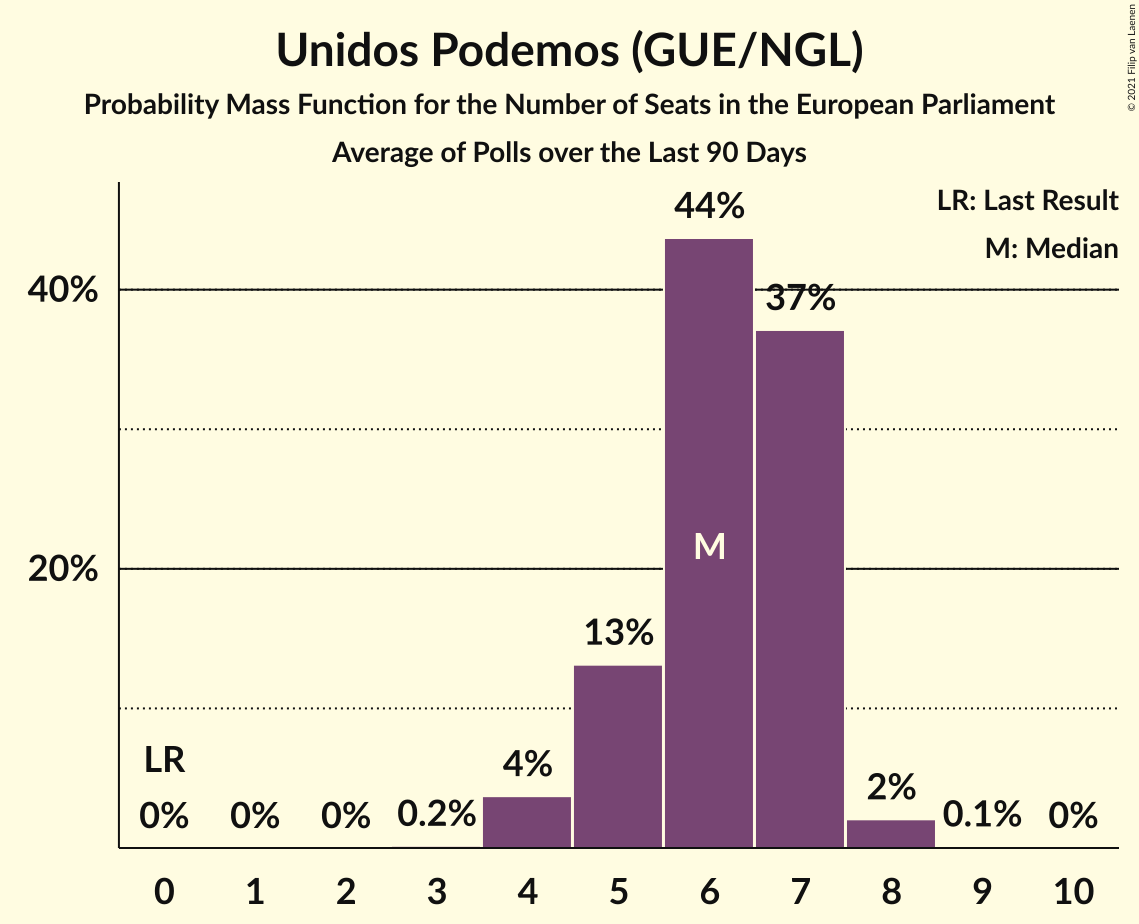 Unidos Podemos (GUE/NGL)
Probability Mass Function for the Number of Seats in the European Parliament
Average of Polls over the Last 90 Days
© 2021 Filip van Laenen
LR: Last Result
M: Median
44%
40%
37%
M
20%
13%
LR
4%
2%
0% 0% 0% 0.2% 0.1% 0%
0 1 2 3 4 5 6 7 8 9 10